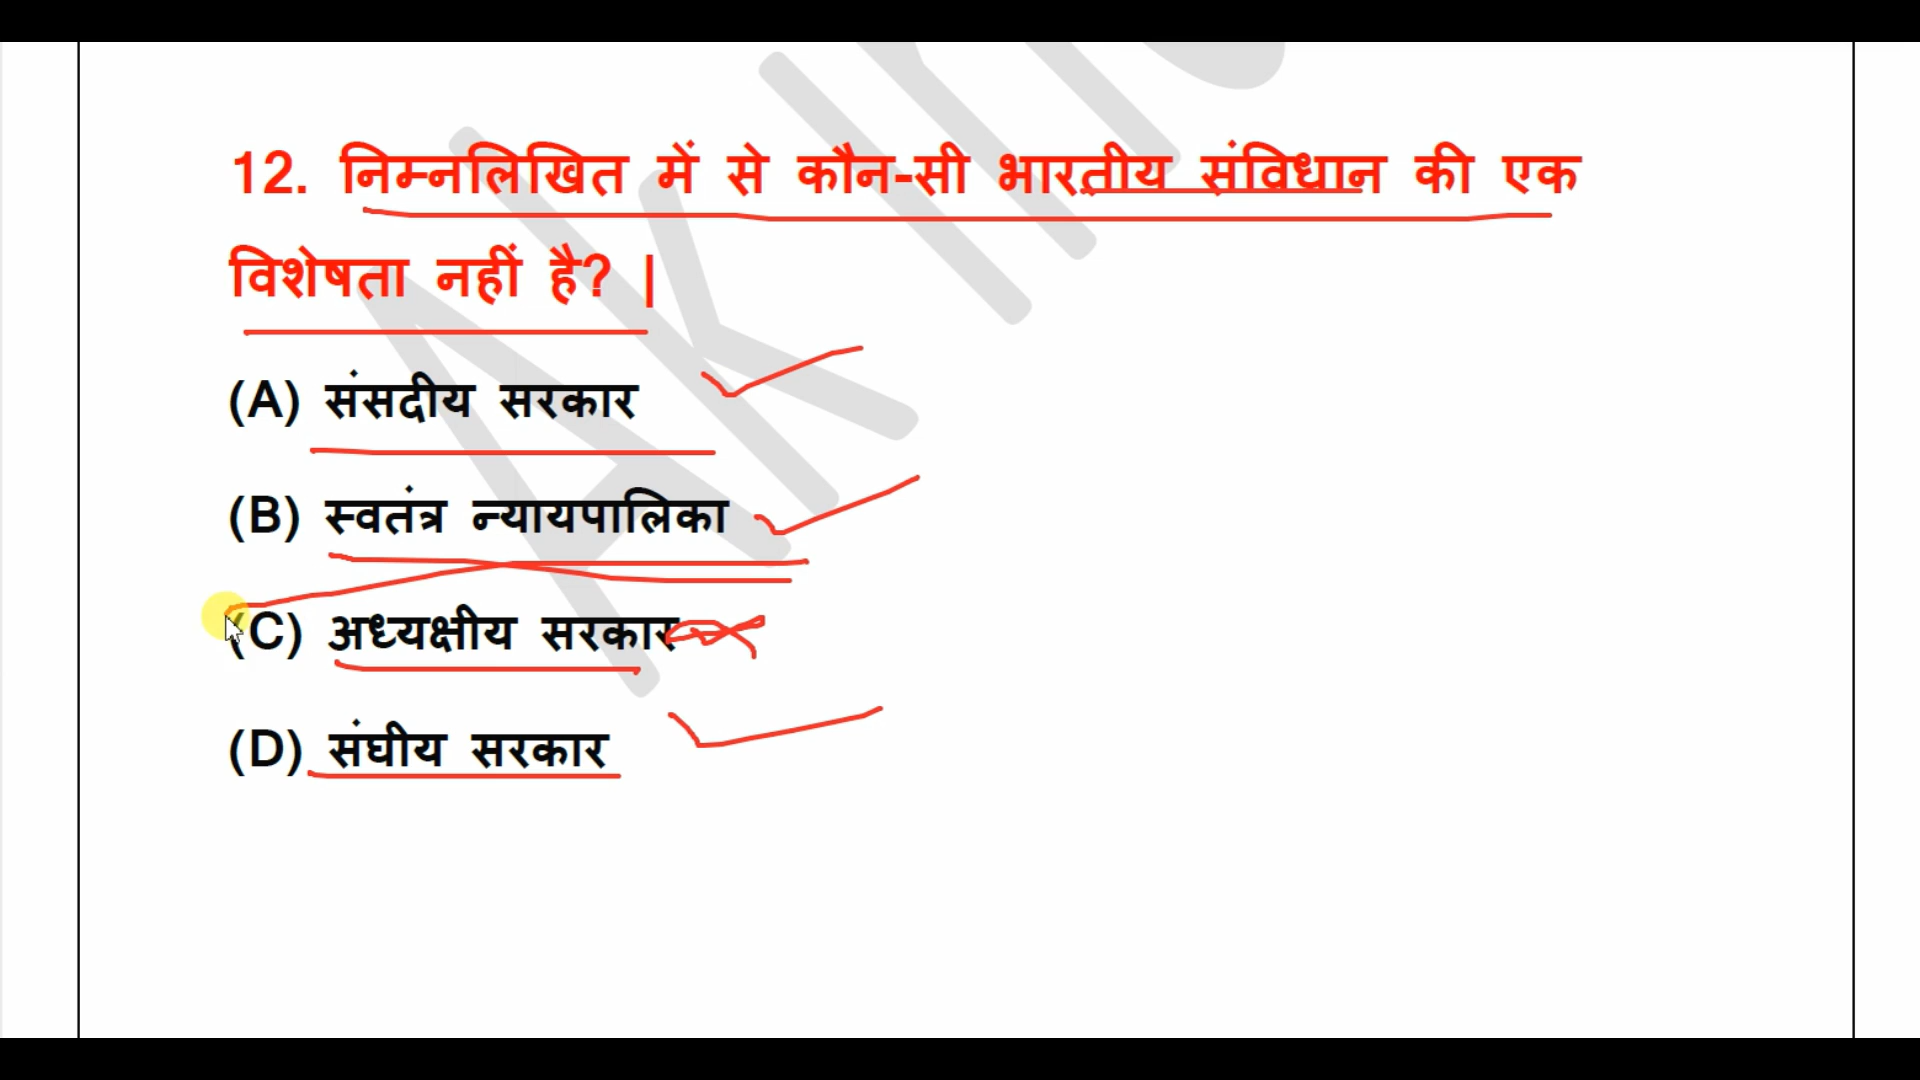 12. निम्नलिखित में से कौन-सी भारतीय संविधान की एक
विशेषता नहीं है? |
(A) संसदीय सरकार
(B) स्वतंत्र न्यायपालिका
(C) अध्यक्षीय सरकार
(D) संघीय सरकार